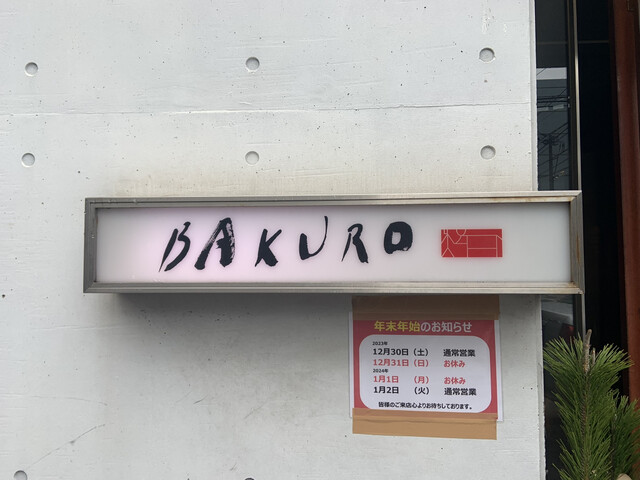 BAKURO
年末年始のお知らせ
2023年
12月30日（土） 通常営業
12月31日（日） お休み
2024年
1月1日 （月） お休み
1月2日 （火） 通常営業
皆様のご来店心よりお待ちしております。